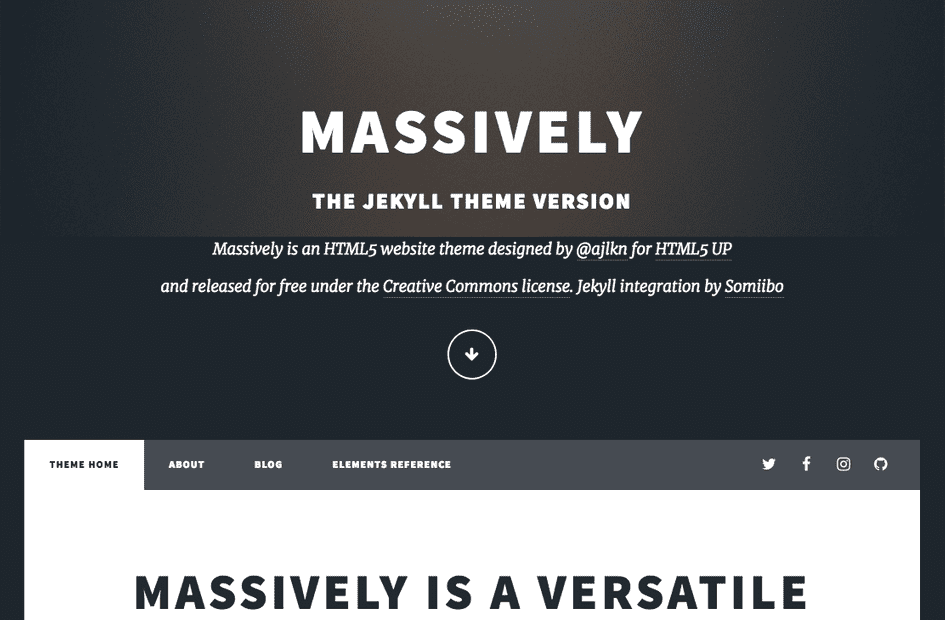 MASSIVELY
THE JEKYLL THEME VERSION
Massively is an HTML5 website theme designed by @ajlkn for HTML5 UP
and released for free under the Creative Commons license. Jekyll integration by Somiibo
THEME HOME ABOUT BLOG ELEMENTS REFERENCE
MASSIVELY IS A VERSATILE